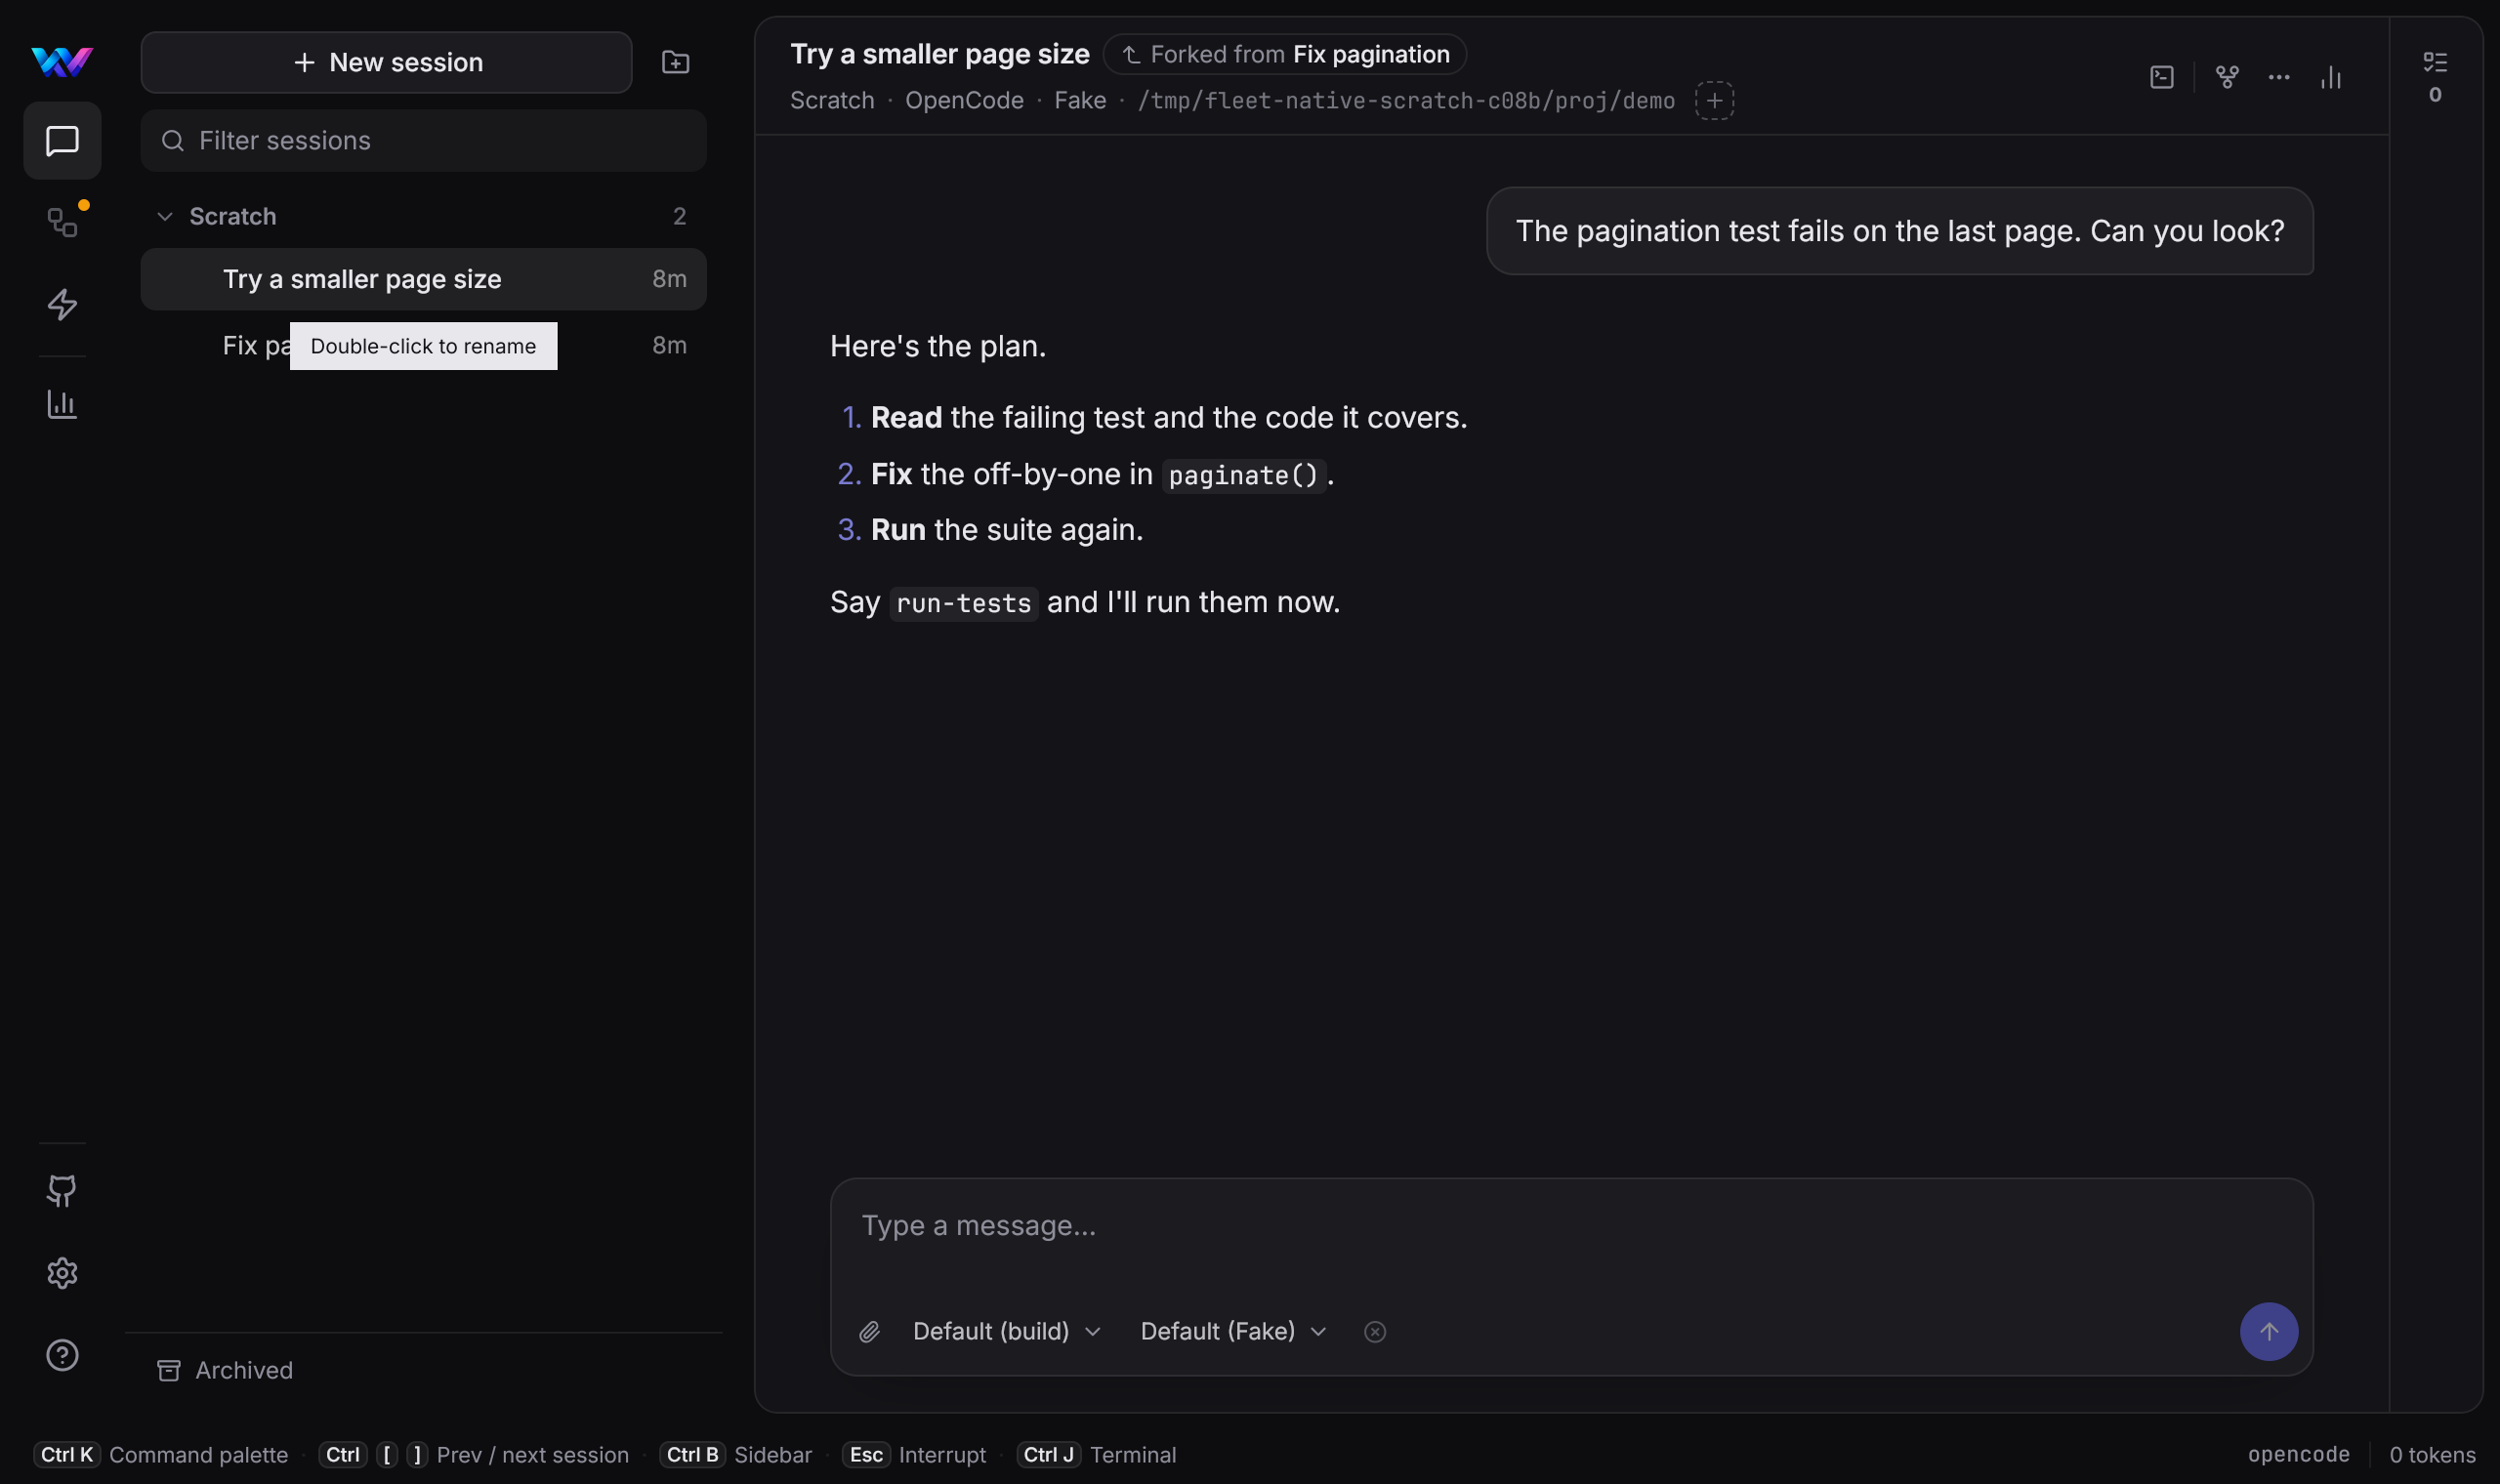 New session
Filter sessions
Scratch 2
Try a smaller page size 8m
Fix pa Double-click to rename 8m
Archived
Try a smaller page size Forked from Fix pagination
Scratch · OpenCode · Fake · /tmp/fleet-native-scratch-c08b/proj/demo
0
The pagination test fails on the last page. Can you look?
Here's the plan.
1. Read the failing test and the code it covers.
2. Fix the off-by-one in paginate().
3. Run the suite again.
Say run-tests and I'll run them now.
Type a message...
Default (build) Default (Fake)
Ctrl K Command palette · Ctrl [ ] Prev / next session · Ctrl B Sidebar · Esc Interrupt · Ctrl J Terminal opencode 0 tokens